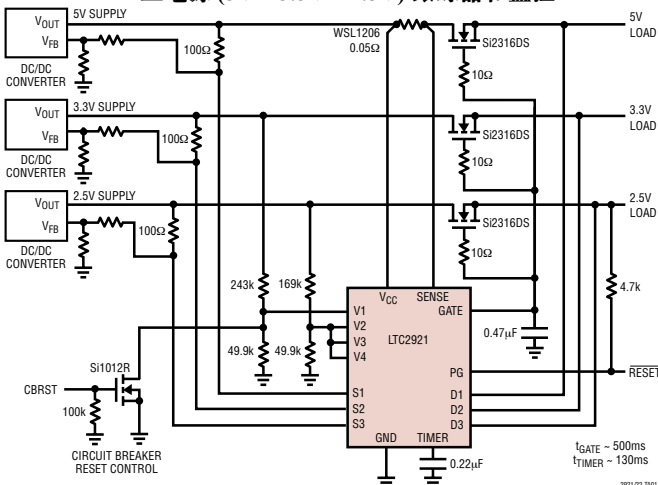 5V SUPPLY
VOUT
VFB
DC/DC
CONVERTER
100Ω
WSL1206
0.05Ω
Si2316DS
10Ω
5V
LOAD
3.3V SUPPLY
VOUT
VFB
DC/DC
CONVERTER
100Ω
Si2316DS
10Ω
3.3V
LOAD
2.5V SUPPLY
VOUT
VFB
DC/DC
CONVERTER
100Ω
Si2316DS
10Ω
2.5V
LOAD
243k
169k
4.7k
49.9k
49.9k
VCC
SENSE
GATE
V1
V2
V3
V4
LTC2921
0.47μF
PG
RESET
S1
S2
S3
D1
D2
D3
GND
TIMER
0.22μF
Si1012R
CBRST
100k
CIRCUIT BREAKER
RESET CONTROL
tGATE ~ 500ms
tTIMER ~ 130ms
2921/22 TA01